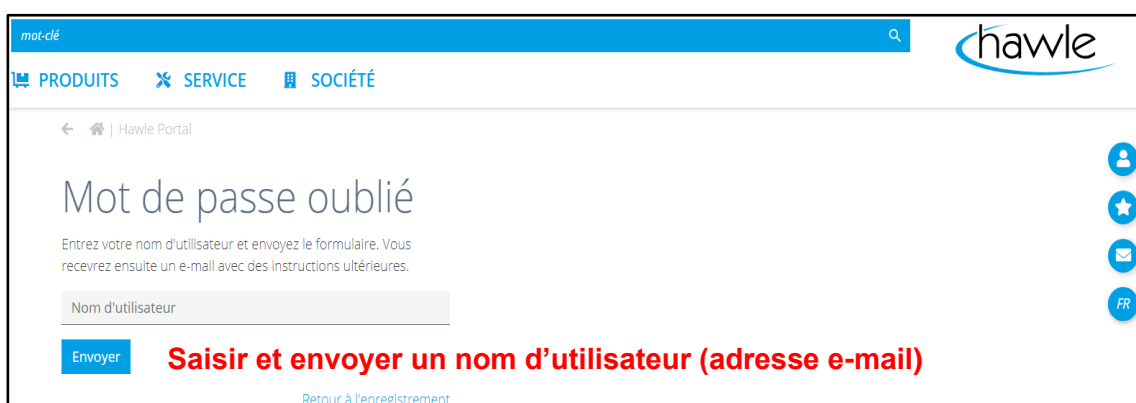 mot-clé
hawle
PRODUITS SERVICE SOCIÉTÉ
| Hawle Portal
Mot de passe oublié
Entrez votre nom d'utilisateur et envoyez le formulaire. Vous
recevrez ensuite un e-mail avec des instructions ultérieures.
Nom d'utilisateur
FR
Envoyer
Saisir et envoyer un nom d’utilisateur (adresse e-mail)
Retour à l'enregistrement